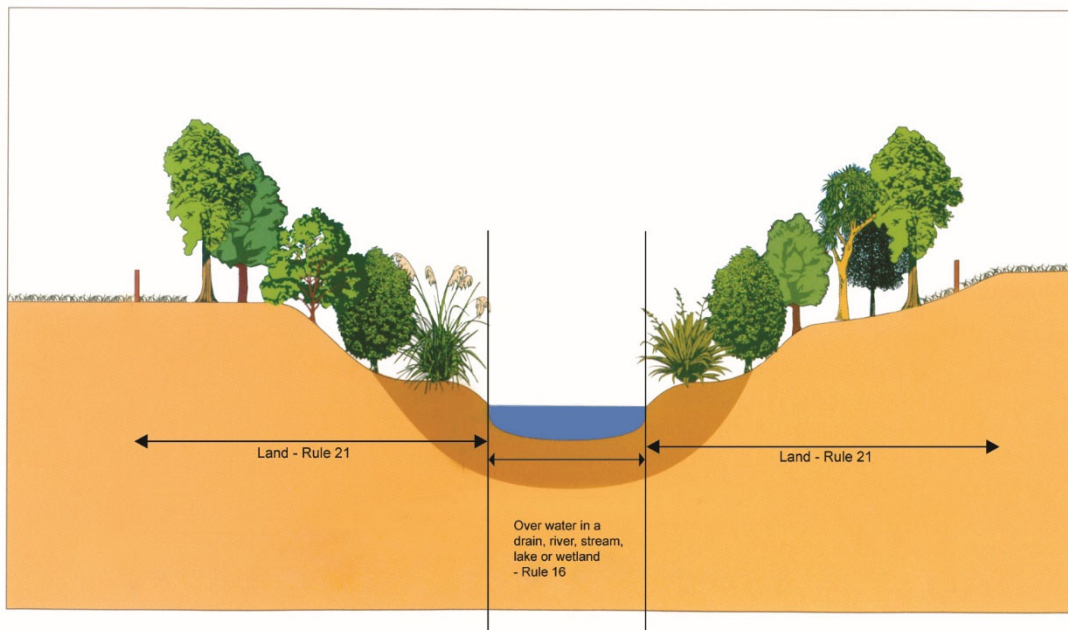 Land - Rule 21
Land - Rule 21
Over water in a
drain, river, stream,
lake or wetland
- Rule 16